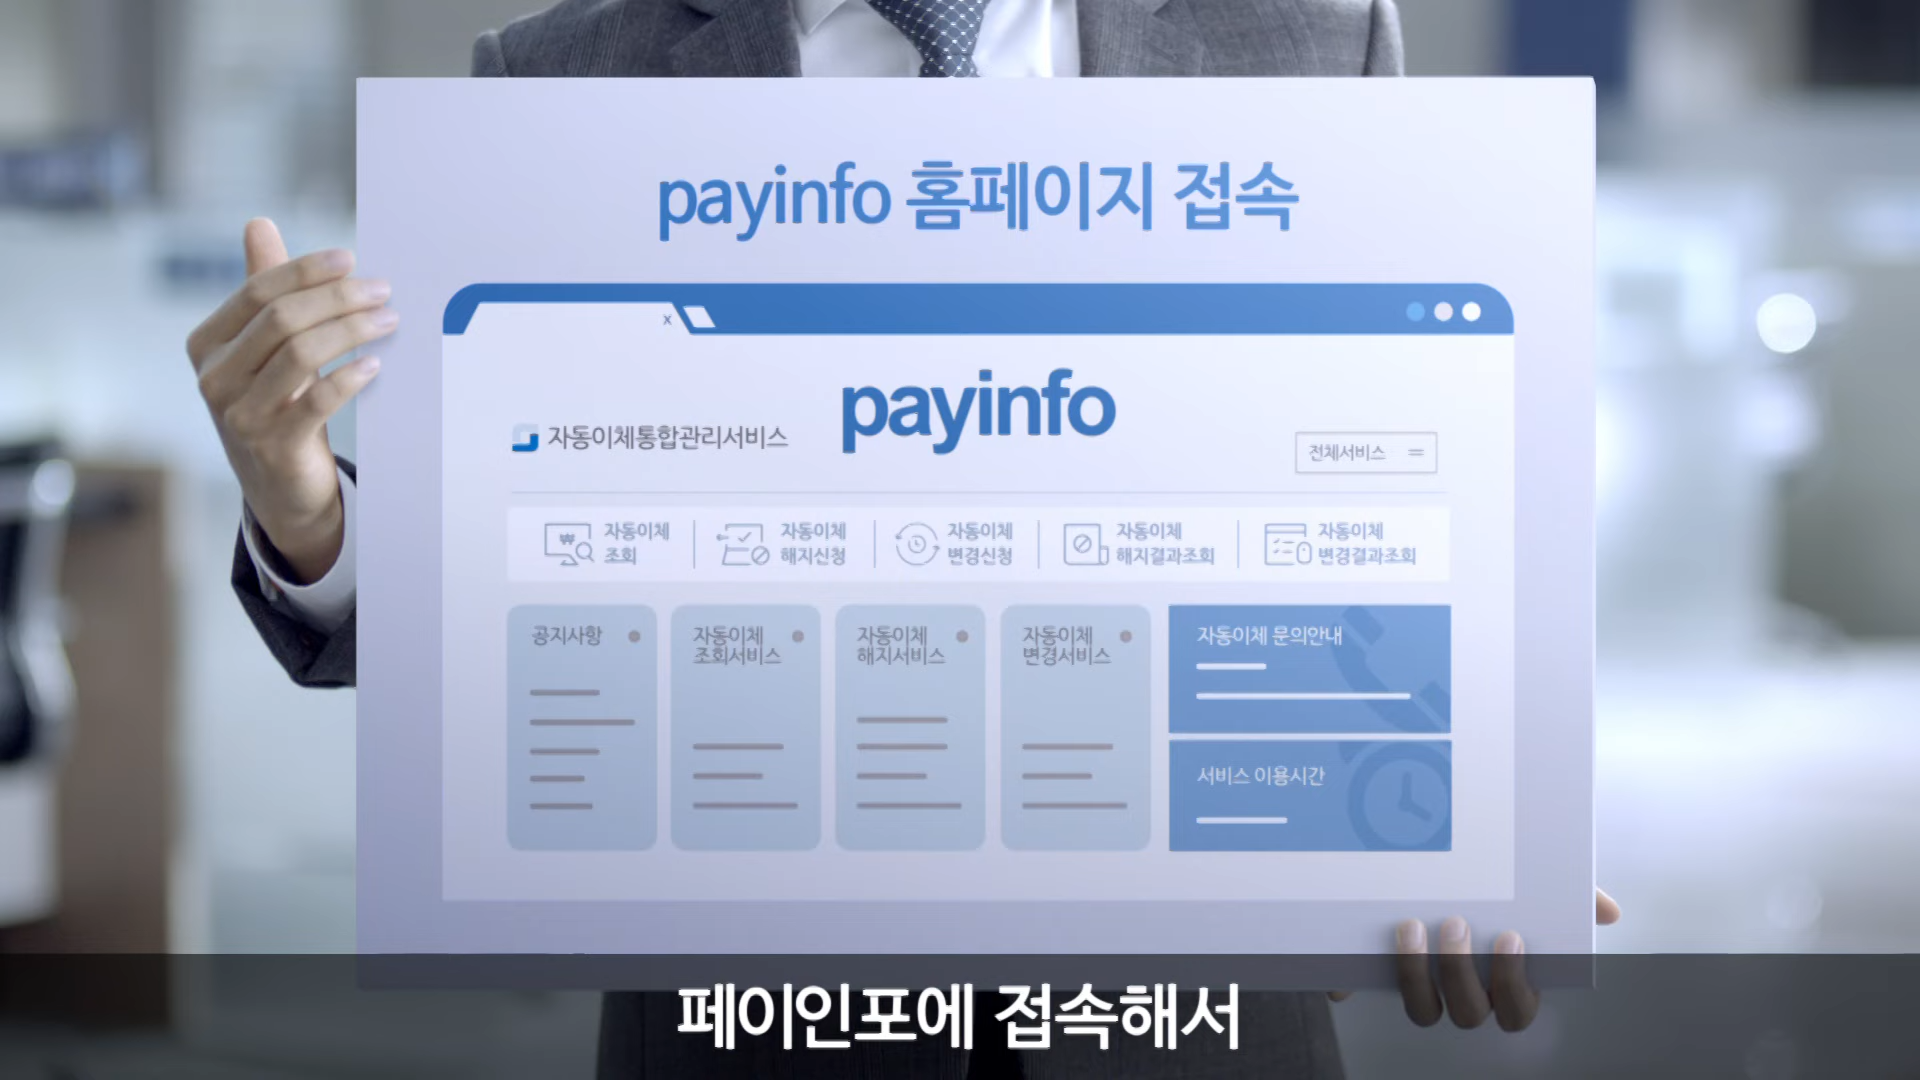 payinfo 홈페이지 접속
x
payinfo
자동이체통합관리서비스
전체서비스
자동이체
조회
자동이체
해지신청
자동이체
변경신청
자동이체
해지결과조회
자동이체
변경결과조회
공지사항
자동이체
조회서비스
자동이체
해지서비스
자동이체
변경서비스
자동이체 문의안내
서비스 이용시간
페이인포에 접속해서